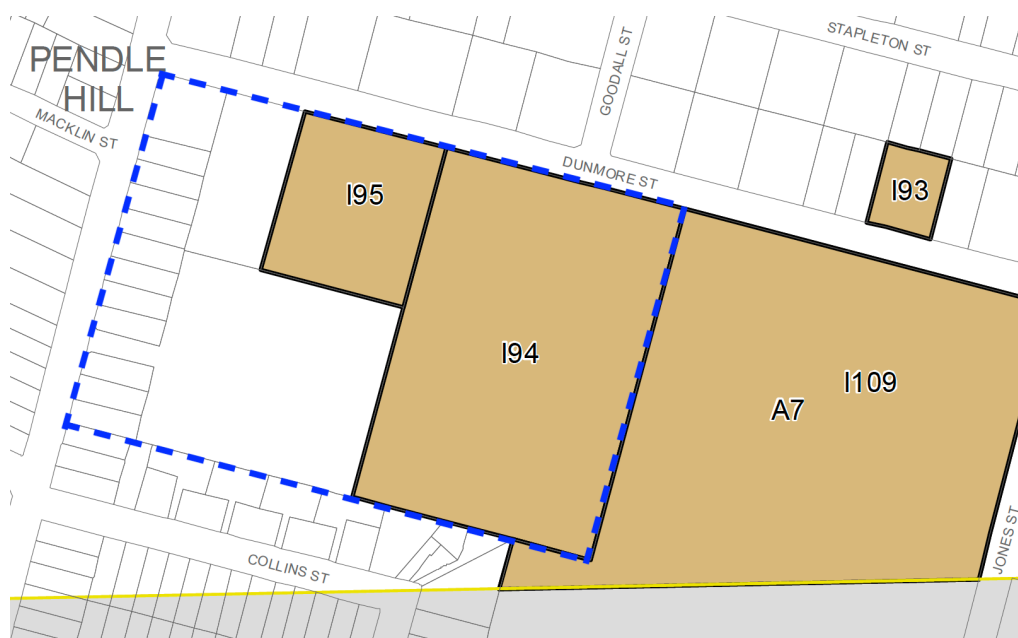 STAPLETON ST
GOODALL ST
PENDLE
HILL
MACKLIN ST
DUNMORE ST
I95
I93
I94
I109
A7
JONES ST
COLLINS ST